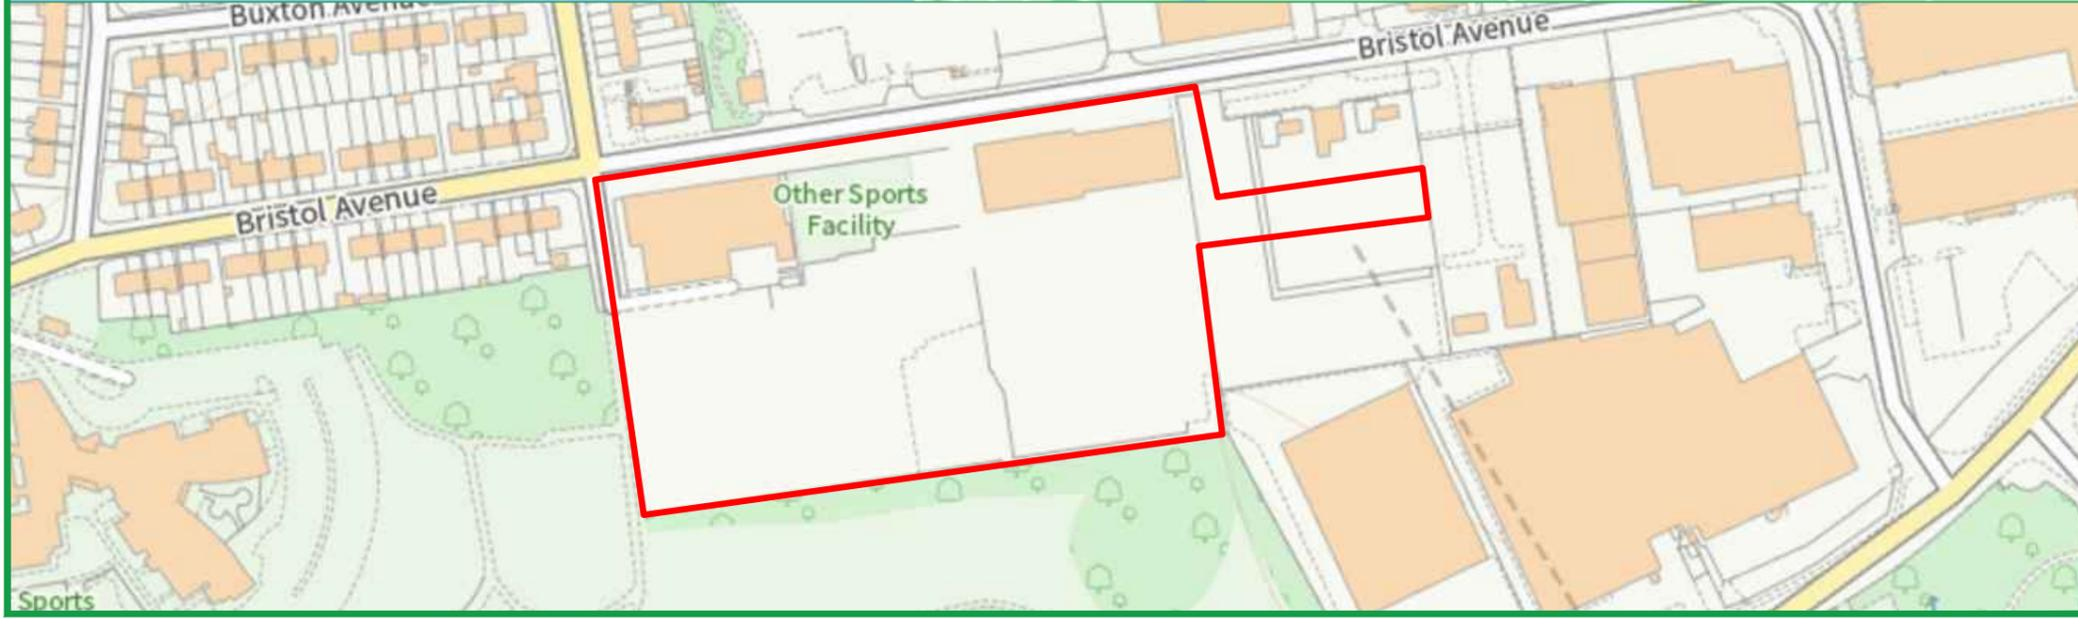 Buxton Avenue
Bristol Avenue
Bristol Avenue
Other Sports
Facility
Sports